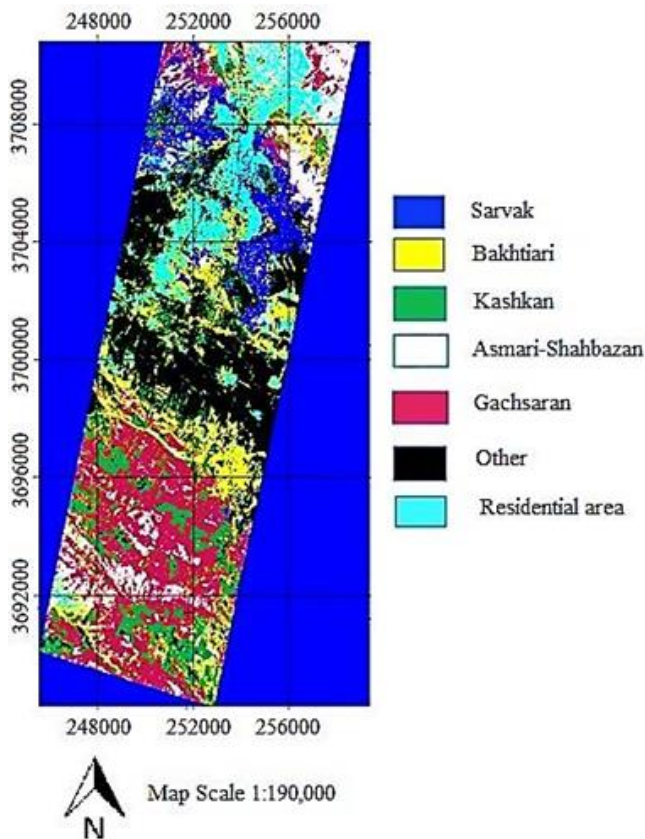 248000 252000 256000
3708000
3704000
3700000
3696000
3692000
248000 252000 256000
Sarvak
Bakhtiari
Kashkan
Asmari-Shahbazan
Gachsaran
Other
Residential area
Map Scale 1:190,000
N